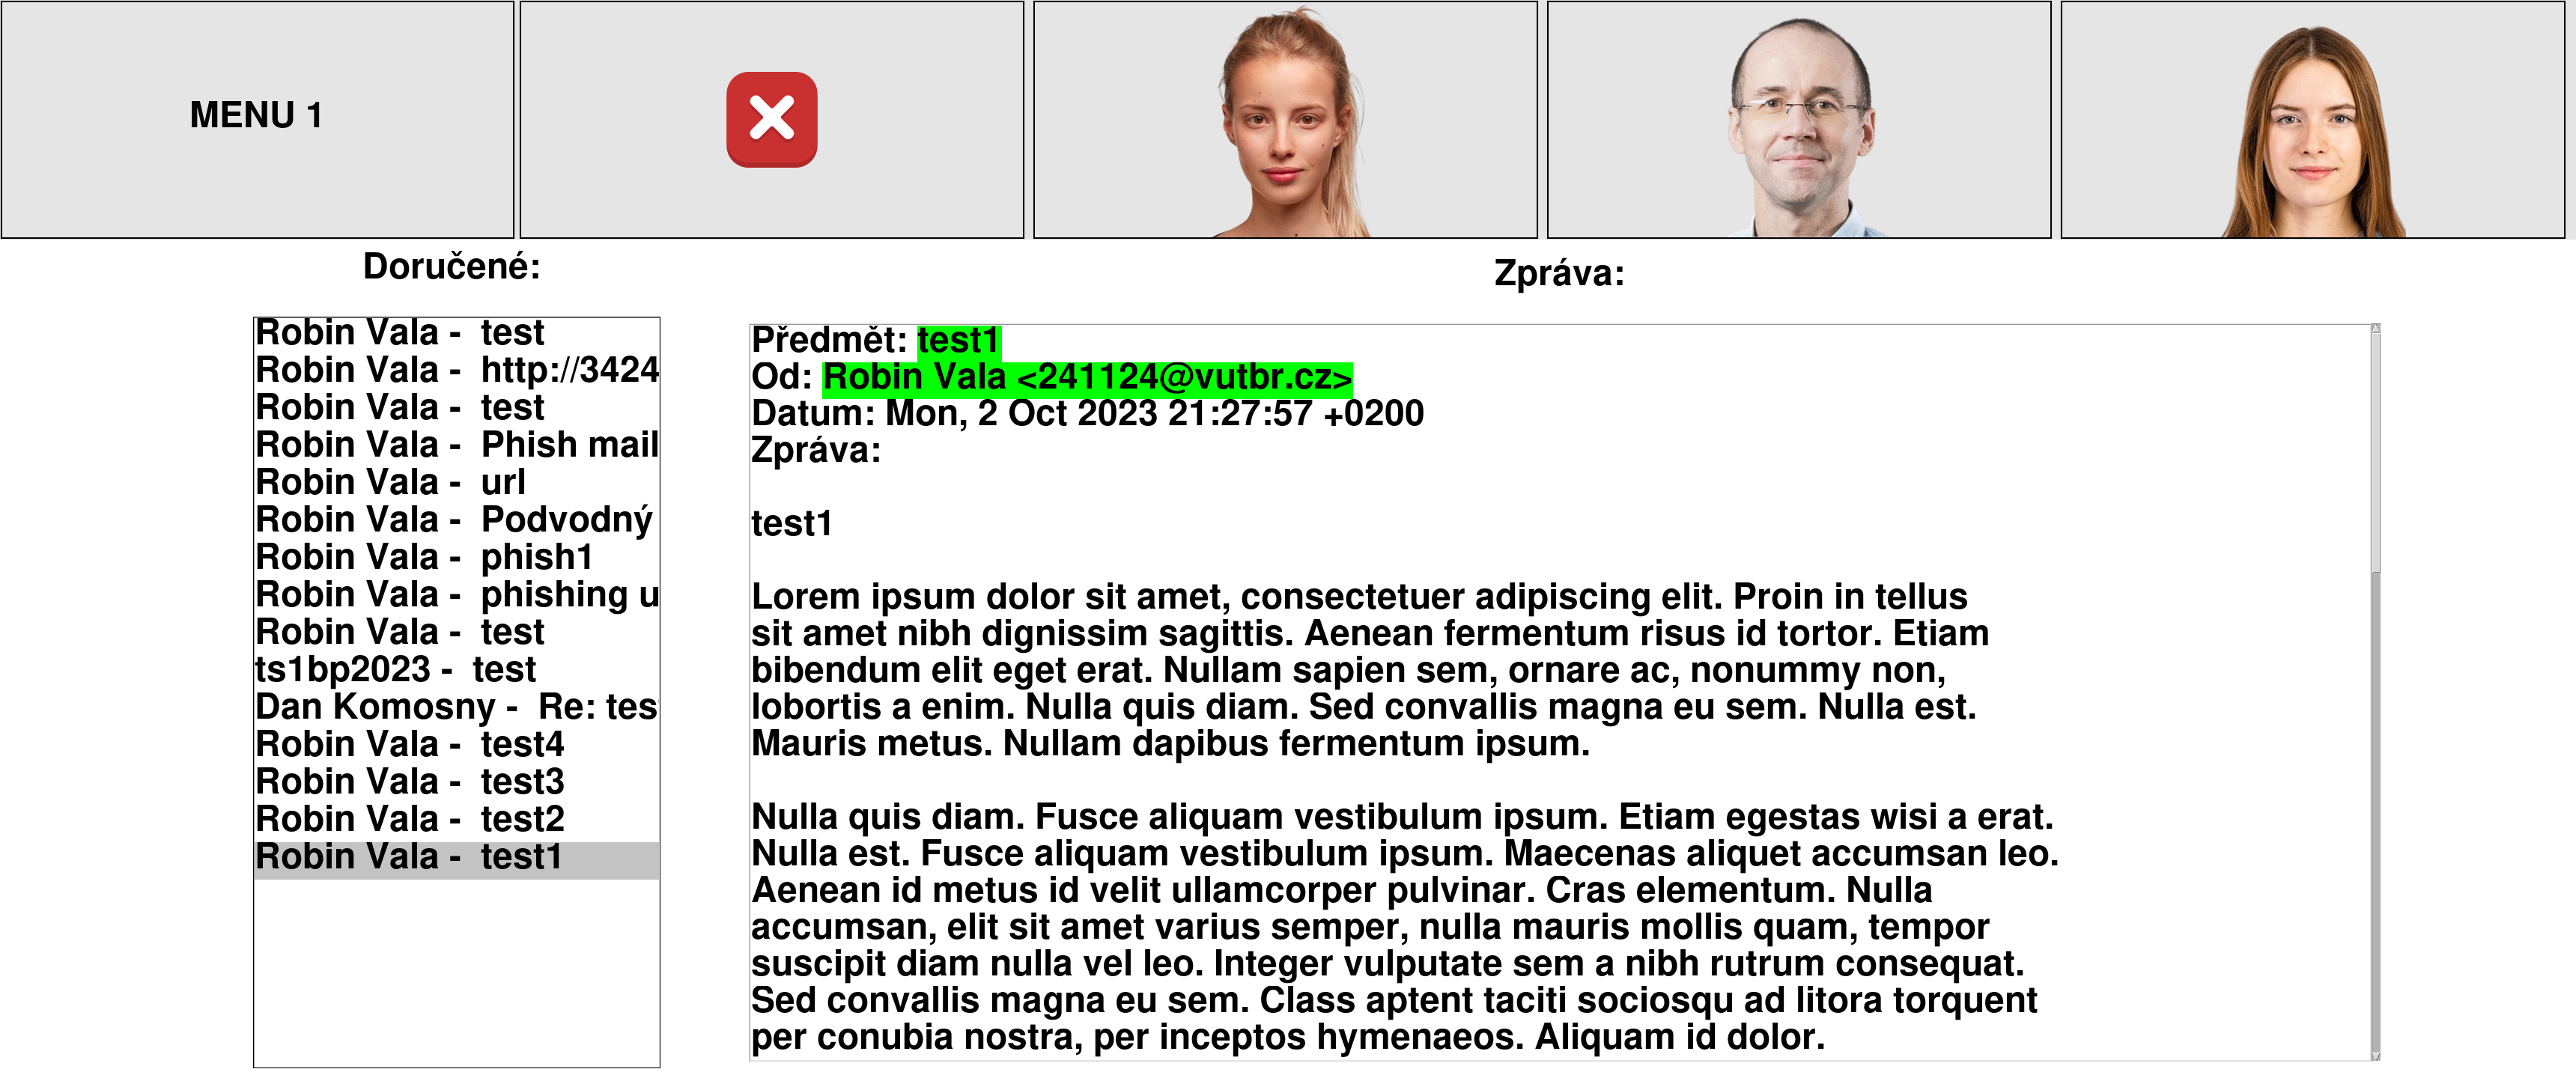 MENU 1
Doručené:
Zpráva:
Robin Vala -  test
Robin Vala -  http://3424
Robin Vala -  test
Robin Vala -  Phish mail
Robin Vala -  url
Robin Vala -  Podvodný
Robin Vala -  phish1
Robin Vala -  phishing u
Robin Vala -  test
ts1bp2023 -  test
Dan Komosny -  Re: tes
Robin Vala -  test4
Robin Vala -  test3
Robin Vala -  test2
Robin Vala -  test1
Předmět: test1
Od: Robin Vala <241124@vutbr.cz>
Datum: Mon, 2 Oct 2023 21:27:57 +0200
Zpráva:
test1
Lorem ipsum dolor sit amet, consectetuer adipiscing elit. Proin in tellus
sit amet nibh dignissim sagittis. Aenean fermentum risus id tortor. Etiam
bibendum elit eget erat. Nullam sapien sem, ornare ac, nonummy non,
lobortis a enim. Nulla quis diam. Sed convallis magna eu sem. Nulla est.
Mauris metus. Nullam dapibus fermentum ipsum.
Nulla quis diam. Fusce aliquam vestibulum ipsum. Etiam egestas wisi a erat.
Nulla est. Fusce aliquam vestibulum ipsum. Maecenas aliquet accumsan leo.
Aenean id metus id velit ullamcorper pulvinar. Cras elementum. Nulla
accumsan, elit sit amet varius semper, nulla mauris mollis quam, tempor
suscipit diam nulla vel leo. Integer vulputate sem a nibh rutrum consequat.
Sed convallis magna eu sem. Class aptent taciti sociosqu ad litora torquent
per conubia nostra, per inceptos hymenaeos. Aliquam id dolor.